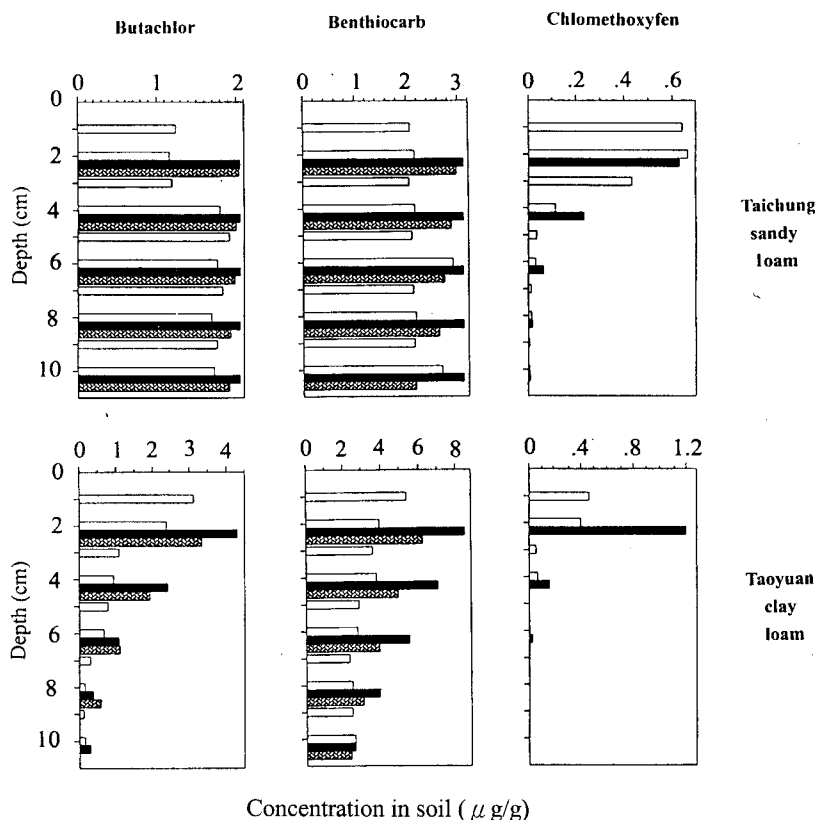 Butachlor Benthiocarb Chlomethoxyfen
0 1 2 0 1 2 3 0 .2 .4 .6
0
2
4
6
8
10
Depth (cm)
Taichung
sandy
loam
0 1 2 3 4 0 2 4 6 8 0 .4 .8 1.2
0
2
4
6
8
10
Depth (cm)
Taoyuan
clay
loam
Concentration in soil ( μ g/g)